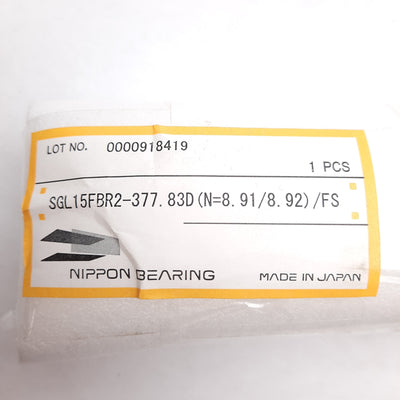 LOT NO. 0000918419
1 PCS
SGL15FBR2-377.83D(N=8.91/8.92)/FS
NIPPON BEARING MADE IN JAPAN